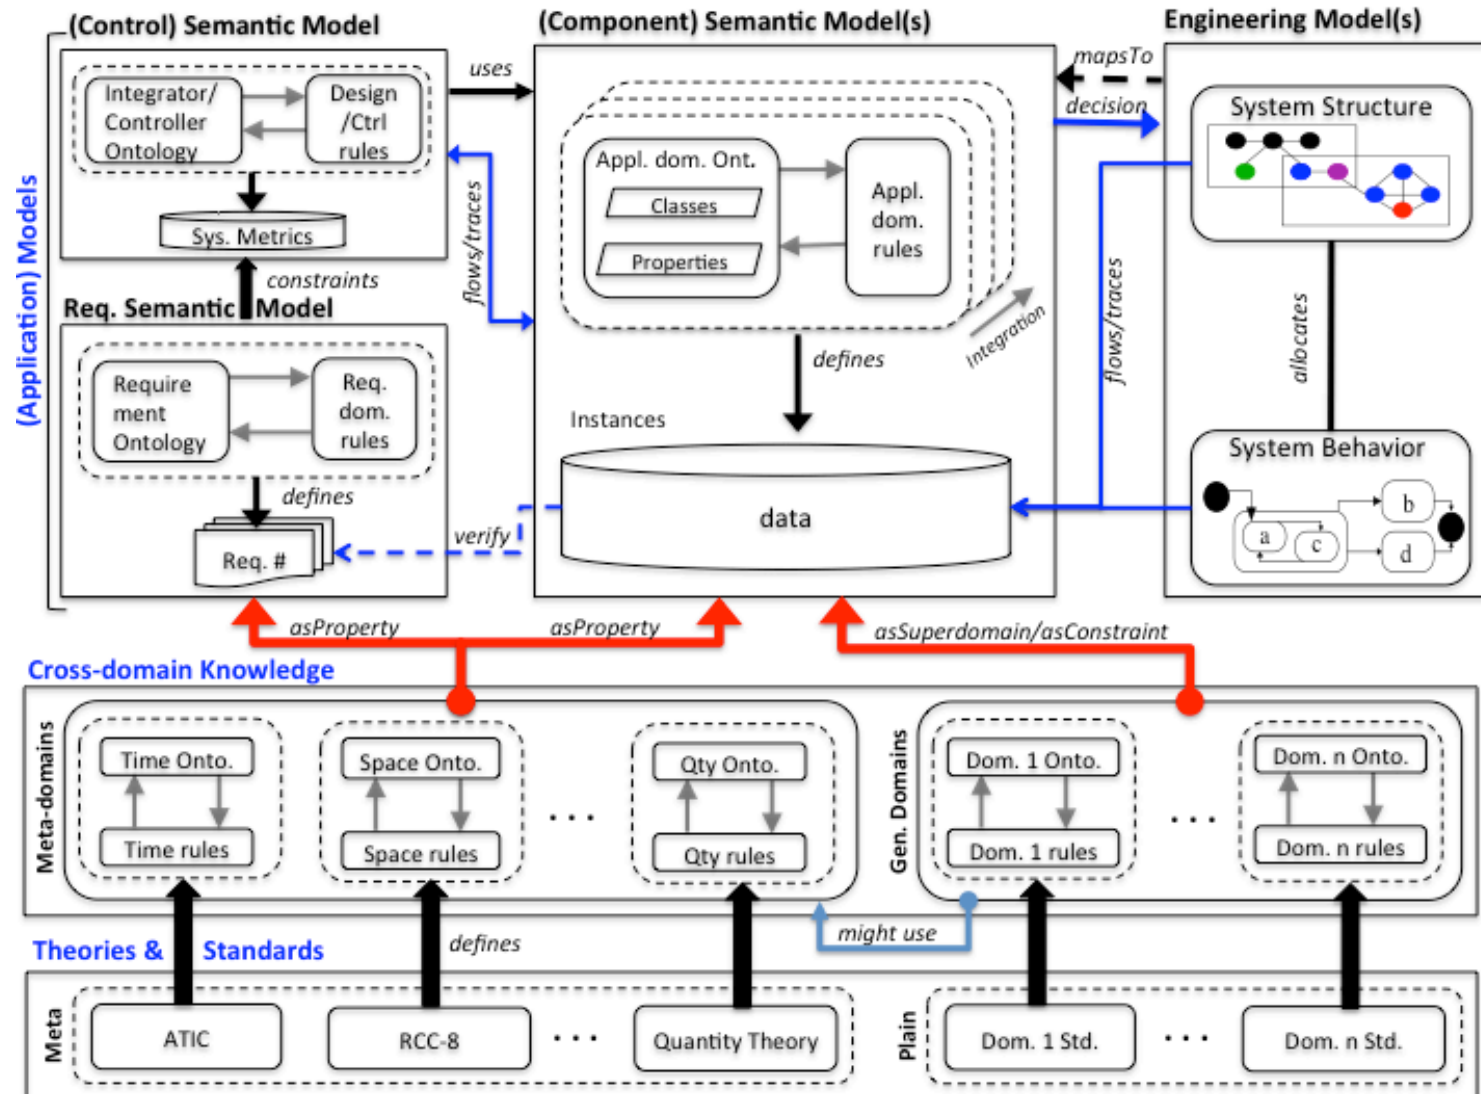 (Control) Semantic Model
(Component) Semantic Model(s)
Engineering Model(s)
(Application) Models
Integrator/
Controller
Ontology
Design
/Ctrl
rules
Sys. Metrics
uses
flows/traces
constraints
Req. Semantic Model
Require
ment
Ontology
Req.
dom.
rules
defines
Req. #
verify
Appl. dom. Ont.
Classes
Properties
Appl.
dom.
rules
Integration
defines
Instances
data
mapsTo
decision
flows/traces
System Structure
allocates
System Behavior
a
c
b
d
asProperty
asProperty
asSuperdomain/asConstraint
Cross-domain Knowledge
Meta-domains
Time Onto.
Time rules
Space Onto.
Space rules
. . .
Qty Onto.
Qty rules
Gen. Domains
Dom. 1 Onto.
Dom. 1 rules
. . .
Dom. n Onto.
Dom. n rules
might use
Theories & Standards
defines
Meta
ATIC
RCC-8
. . .
Quantity Theory
Plain
Dom. 1 Std.
. . .
Dom. n Std.